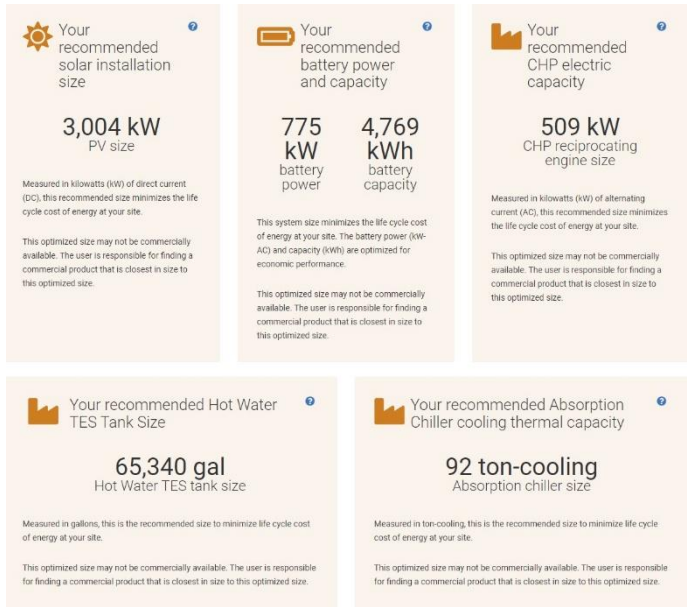 Your
recommended
solar installation
size
3,004 kW
PV size
Measured in kilowatts (kW) of direct current
(DC), this recommended size minimizes the life
cycle cost of energy at your site.
This optimized size may not be commercially
available. The user is responsible for finding a
commercial product that is closest in size to
this optimized size.
Your
recommended
battery power
and capacity
775
kW
battery
power
4,769
kWh
battery
capacity
This system size minimizes the life cycle cost
of energy at your site. The battery power (kW-
AC) and capacity (kWh) are optimized for
economic performance.
This optimized size may not be commercially
available. The user is responsible for finding a
commercial product that is closest in size to
this optimized size.
Your
recommended
CHP electric
capacity
509 kW
CHP reciprocating
engine size
Measured in kilowatts (kW) of alternating
current (AC), this recommended size minimizes
the life cycle cost of energy at your site.
This optimized size may not be commercially
available. The user is responsible for finding a
commercial product that is closest in size to
this optimized size.
Your recommended Hot Water
TES Tank Size
65,340 gal
Hot Water TES tank size
Measured in gallons, this is the recommended size to minimize life cycle cost
of energy at your site.
This optimized size may not be commercially available. The user is responsible
for finding a commercial product that is closest in size to this optimized size.
Your recommended Absorption
Chiller cooling thermal capacity
92 ton-cooling
Absorption chiller size
Measured in ton-cooling, this is the recommended size to minimize life cycle
cost of energy at your site.
This optimized size may not be commercially available. The user is responsible
for finding a commercial product that is closest in size to this optimized size.